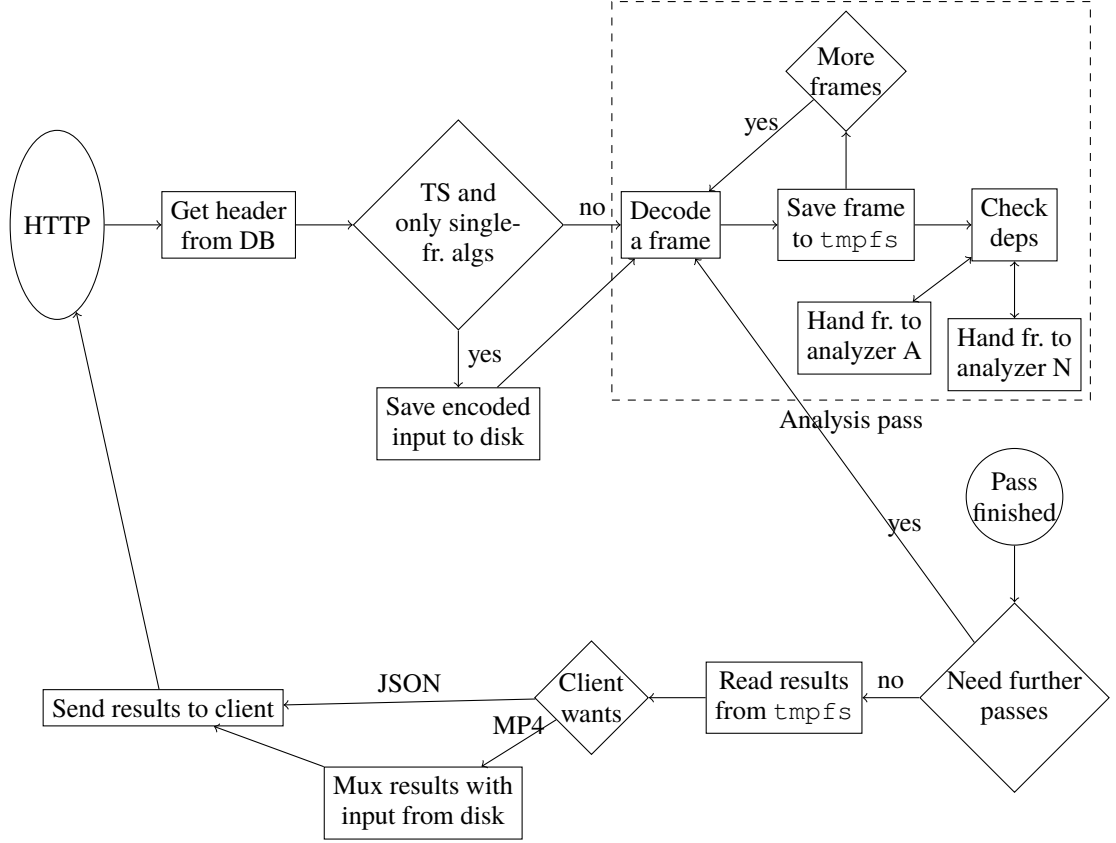 More
frames
yes
HTTP
Get header
from DB
TS and
only single-
fr. algs
no
Decode
a frame
Save frame
to tmpfs
Check
deps
Hand fr. to
analyzer A
Hand fr. to
analyzer N
yes
Save encoded
input to disk
Analysis pass
Pass
finished
yes
Need further
passes
no
Read results
from tmpfs
Client
wants
JSON
MP4
Send results to client
Mux results with
input from disk